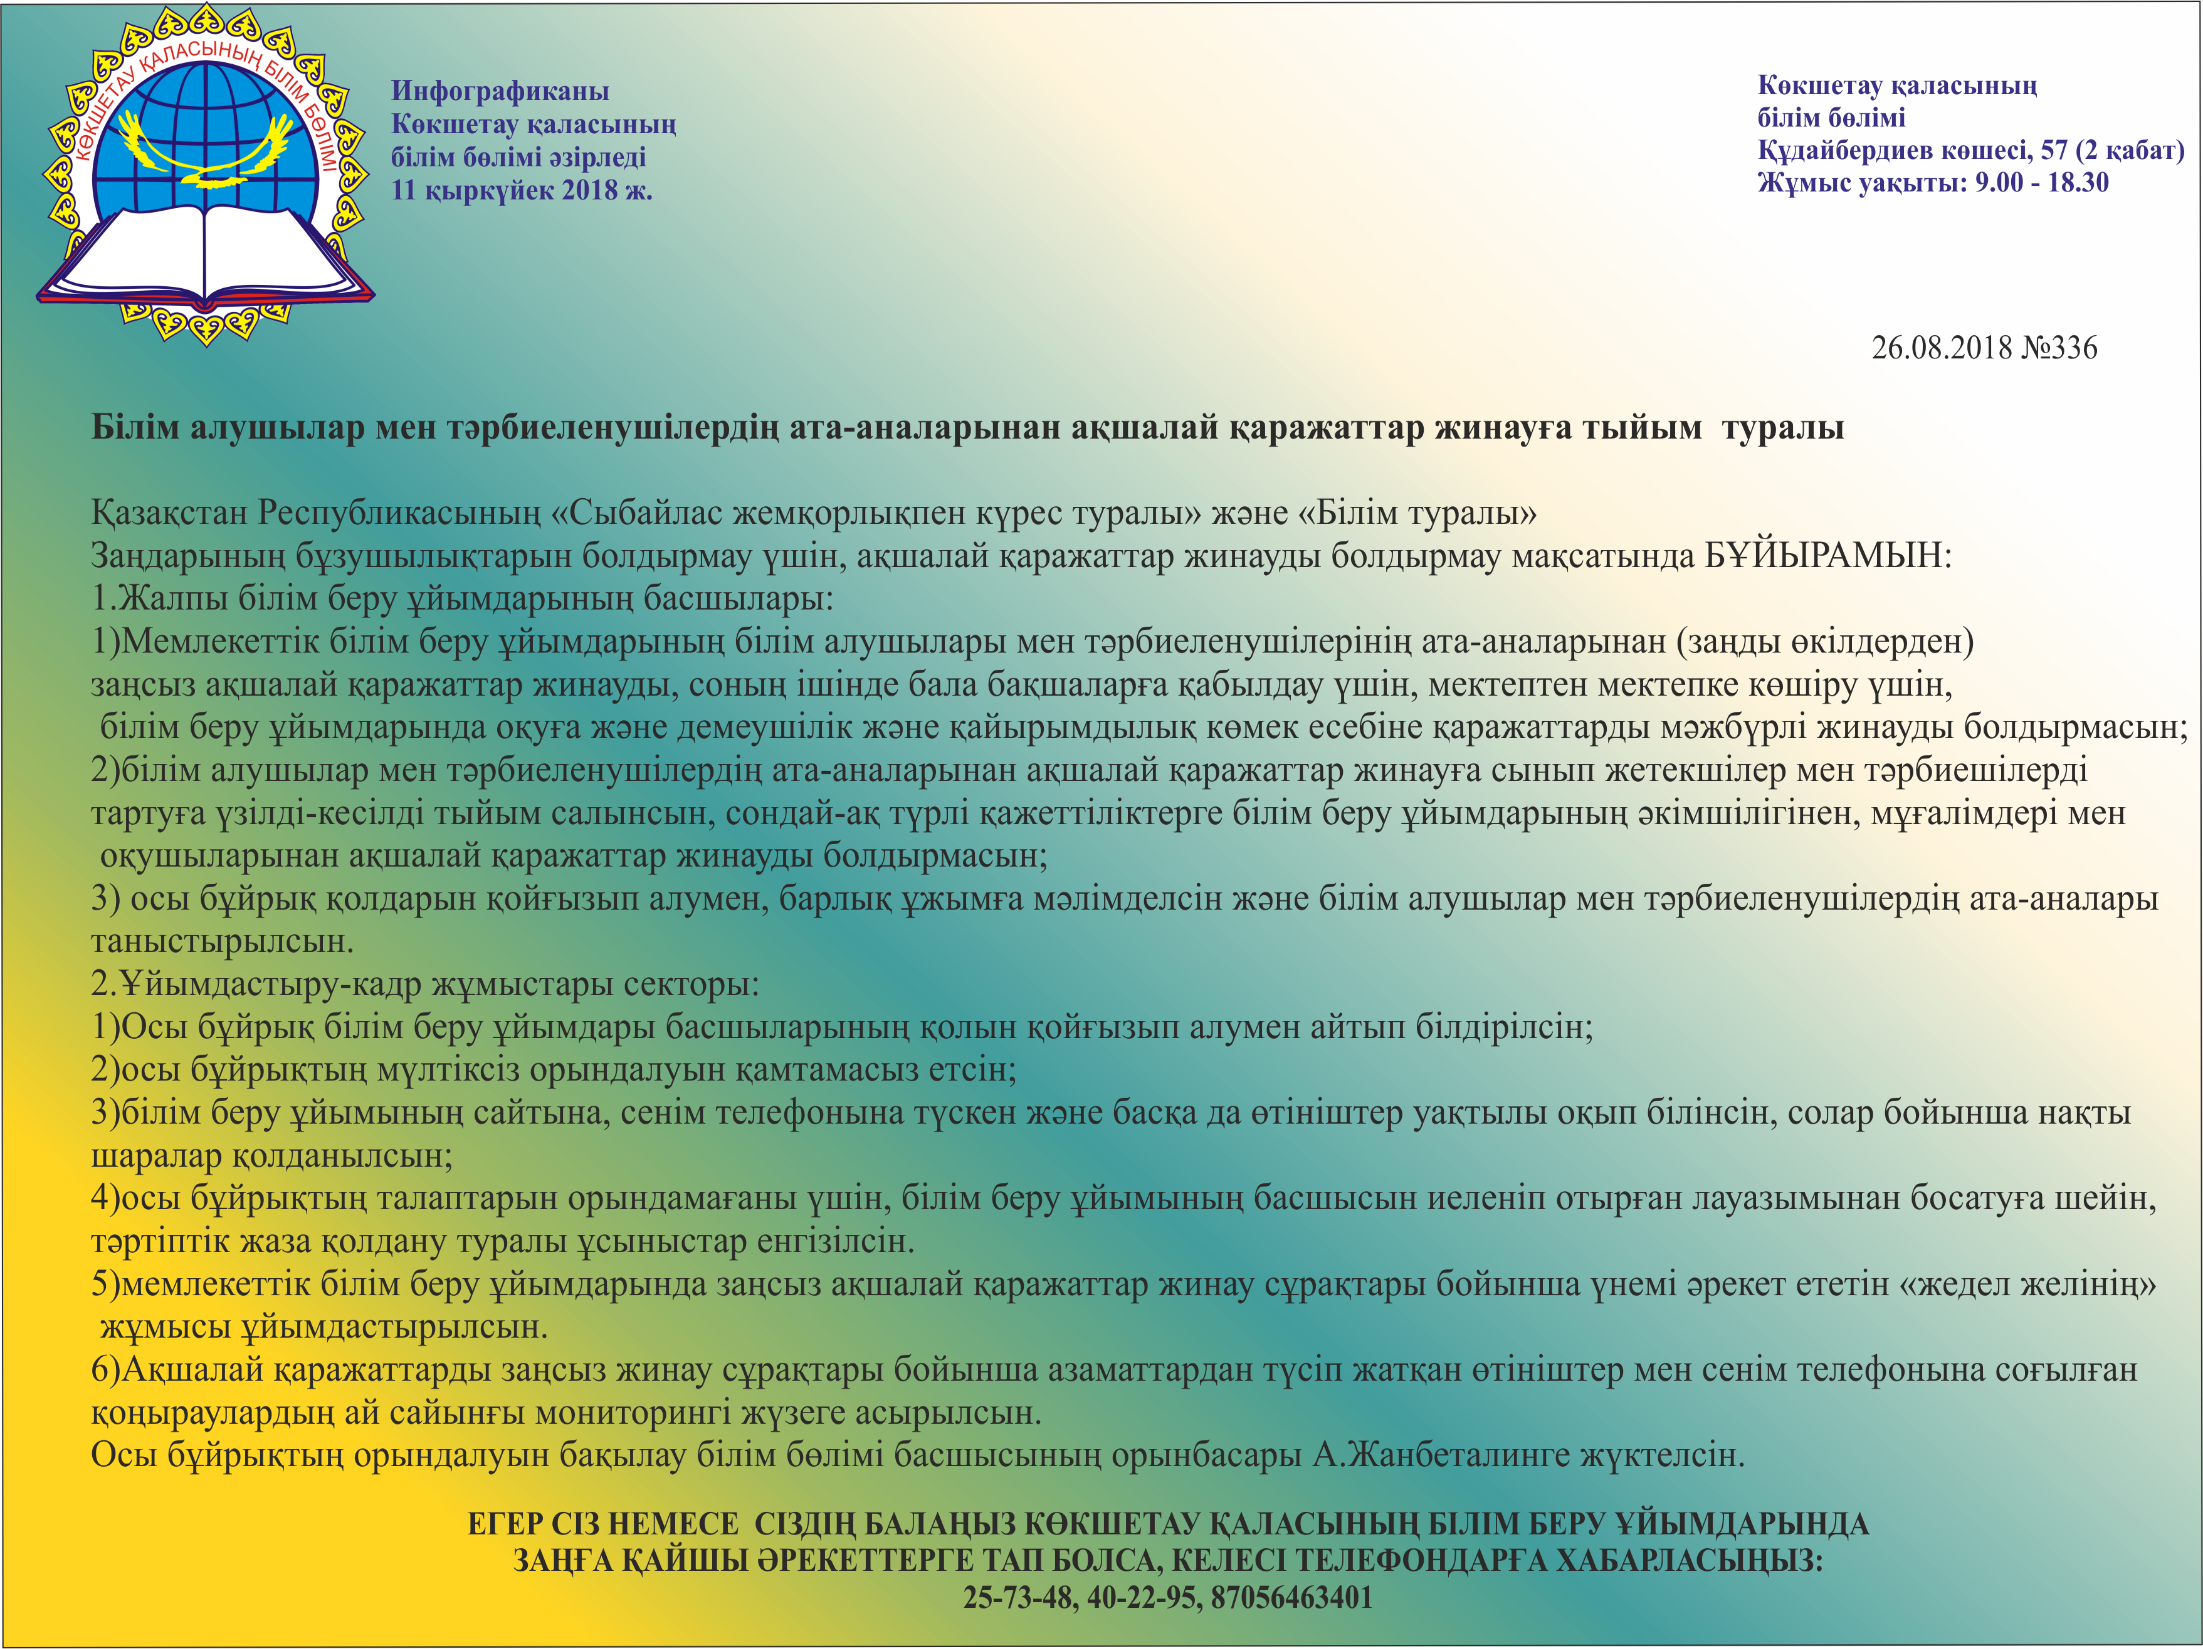 КӨКШЕТАУ ҚАЛАСЫНЫҢ БІЛІМ БӨЛІМІ
Инфографиканы
Көкшетау қаласының
білім бөлімі әзірледі
11 қыркүйек 2018 ж.
Көкшетау қаласының
білім бөлімі
Құдайбердиев көшесі, 57 (2 қабат)
Жұмыс уақыты: 9.00 - 18.30
26.08.2018 №336
Білім алушылар мен тәрбиеленушілердің ата-аналарынан ақшалай қаражаттар жинауға тыйым туралы
Қазақстан Республикасының «Сыбайлас жемқорлықпен күрес туралы» және «Білім туралы»
Заңдарының бұзушылықтарын болдырмау үшін, ақшалай қаражаттар жинауды болдырмау мақсатында БҰЙЫРАМЫН:
1.Жалпы білім беру ұйымдарының басшылары:
1)Мемлекеттік білім беру ұйымдарының білім алушылары мен тәрбиеленушілерінің ата-аналарынан (заңды өкілдерден)
заңсыз ақшалай қаражаттар жинауды, соның ішінде бала бақшаларға қабылдау үшін, мектептен мектепке көшіру үшін,
білім беру ұйымдарында оқуға және демеушілік және қайырымдылық көмек есебіне қаражаттарды мәжбүрлі жинауды болдырмасын;
2)білім алушылар мен тәрбиеленушілердің ата-аналарынан ақшалай қаражаттар жинауға сынып жетекшілер мен тәрбиешілерді
тартуға үзілді-кесілді тыйым салынсын, сондай-ақ түрлі қажеттіліктерге білім беру ұйымдарының әкімшілігінен, мұғалімдері мен
оқушыларынан ақшалай қаражаттар жинауды болдырмасын;
3) осы бұйрық қолдарын қойғызып алумен, барлық ұжымға мәлімделсін және білім алушылар мен тәрбиеленушілердің ата-аналары
таныстырылсын.
2.Ұйымдастыру-кадр жұмыстары секторы:
1)Осы бұйрық білім беру ұйымдары басшыларының қолын қойғызып алумен айтып білдірілсін;
2)осы бұйрықтың мүлтіксіз орындалуын қамтамасыз етсін;
3)білім беру ұйымының сайтына, сенім телефонына түскен және басқа да өтініштер уақтылы оқып білінсін, солар бойынша нақты
шаралар қолданылсын;
4)осы бұйрықтың талаптарын орындамағаны үшін, білім беру ұйымының басшысын иеленіп отырған лауазымынан босатуға шейін,
тәртіптік жаза қолдану туралы ұсыныстар енгізілсін.
5)мемлекеттік білім беру ұйымдарында заңсыз ақшалай қаражаттар жинау сұрақтары бойынша үнемі әрекет ететін «жедел желінің»
жұмысы ұйымдастырылсын.
6)Ақшалай қаражаттарды заңсыз жинау сұрақтары бойынша азаматтардан түсіп жатқан өтініштер мен сенім телефонына соғылған
қоңыраулардың ай сайынғы мониторингі жүзеге асырылсын.
Осы бұйрықтың орындалуын бақылау білім бөлімі басшысының орынбасары А.Жанбеталинге жүктелсін.
ЕГЕР СІЗ НЕМЕСЕ СІЗДІҢ БАЛАҢЫЗ КӨКШЕТАУ ҚАЛАСЫНЫҢ БІЛІМ БЕРУ ҰЙЫМДАРЫНДА
ЗАҢҒА ҚАЙШЫ ӘРЕКЕТТЕРГЕ ТАП БОЛСА, КЕЛЕСІ ТЕЛЕФОНДАРҒА ХАБАРЛАСЫҢЫЗ:
25-73-48, 40-22-95, 87056463401